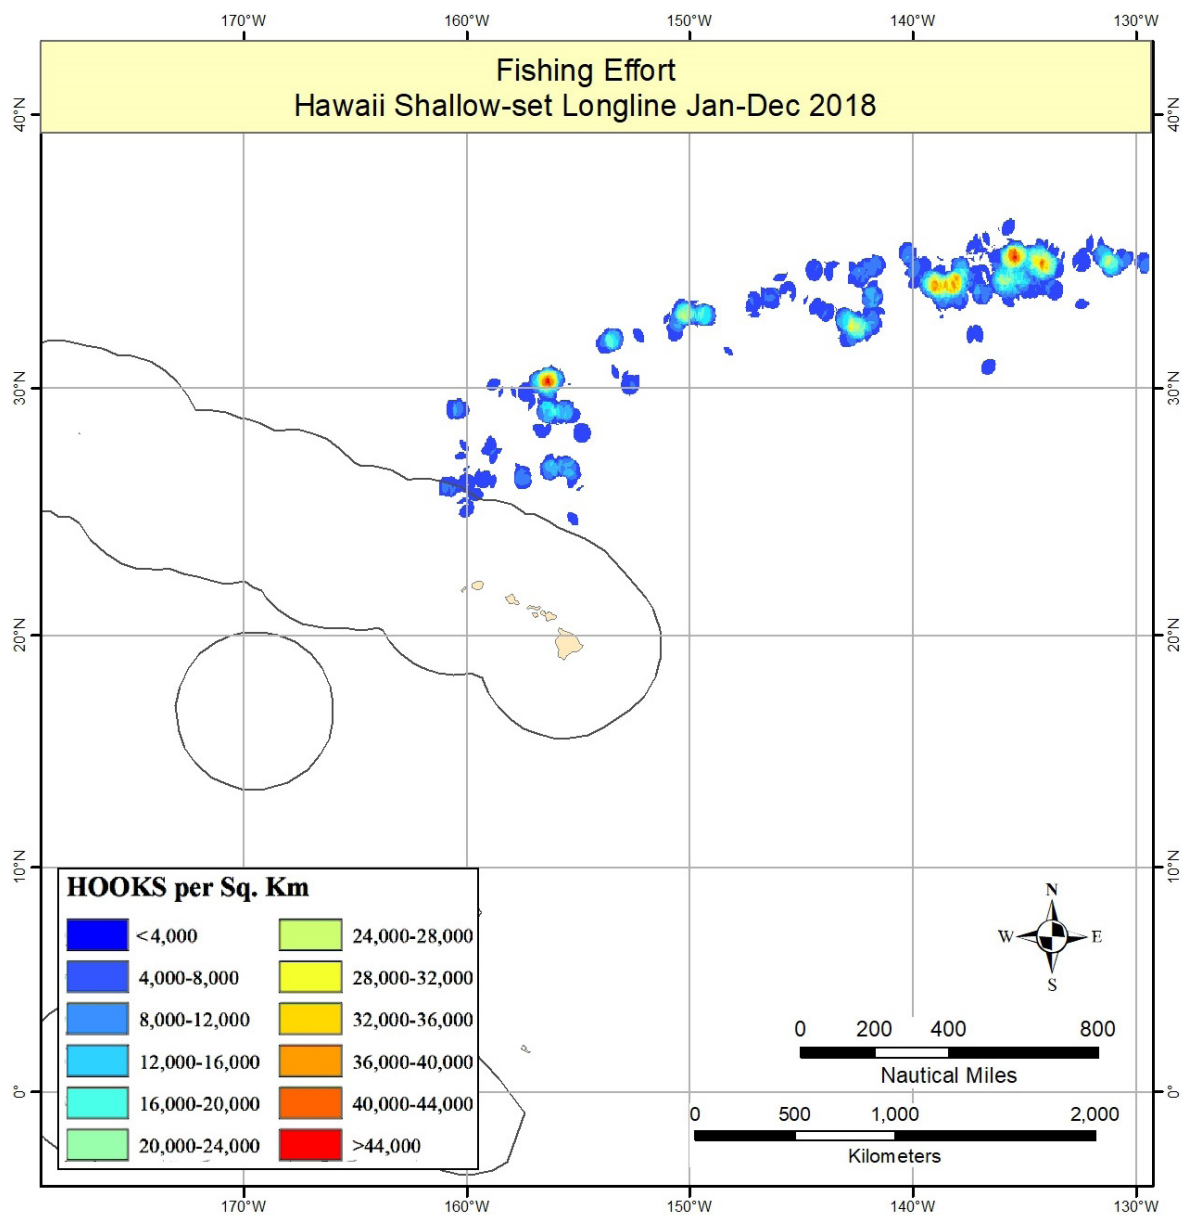 170°W 160°W 150°W 140°W 130°W
Fishing Effort
Hawaii Shallow-set Longline Jan-Dec 2018
40°N 40°N
30°N 30°N
20°N 20°N
10°N 10°N
HOOKS per Sq. Km
<4,000 24,000-28,000
4,000-8,000 28,000-32,000
8,000-12,000 32,000-36,000
12,000-16,000 36,000-40,000
16,000-20,000 40,000-44,000
20,000-24,000 >44,000
N
W E
S
0 200 400 800
Nautical Miles
0° 0°
0 500 1,000 2,000
Kilometers
170°W 160°W 150°W 140°W 130°W